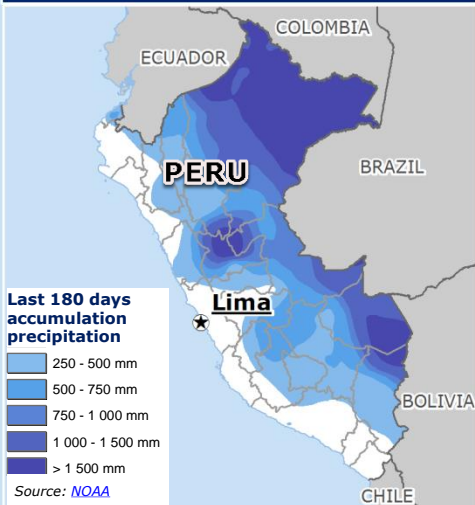 COLOMBIA
ECUADOR
PERU
BRAZIL
Lima
Last 180 days
accumulation
precipitation
250 - 500 mm
500 - 750 mm
750 - 1 000 mm
1 000 - 1 500 mm
> 1 500 mm
Source: NOAA
BOLIVIA
CHILE